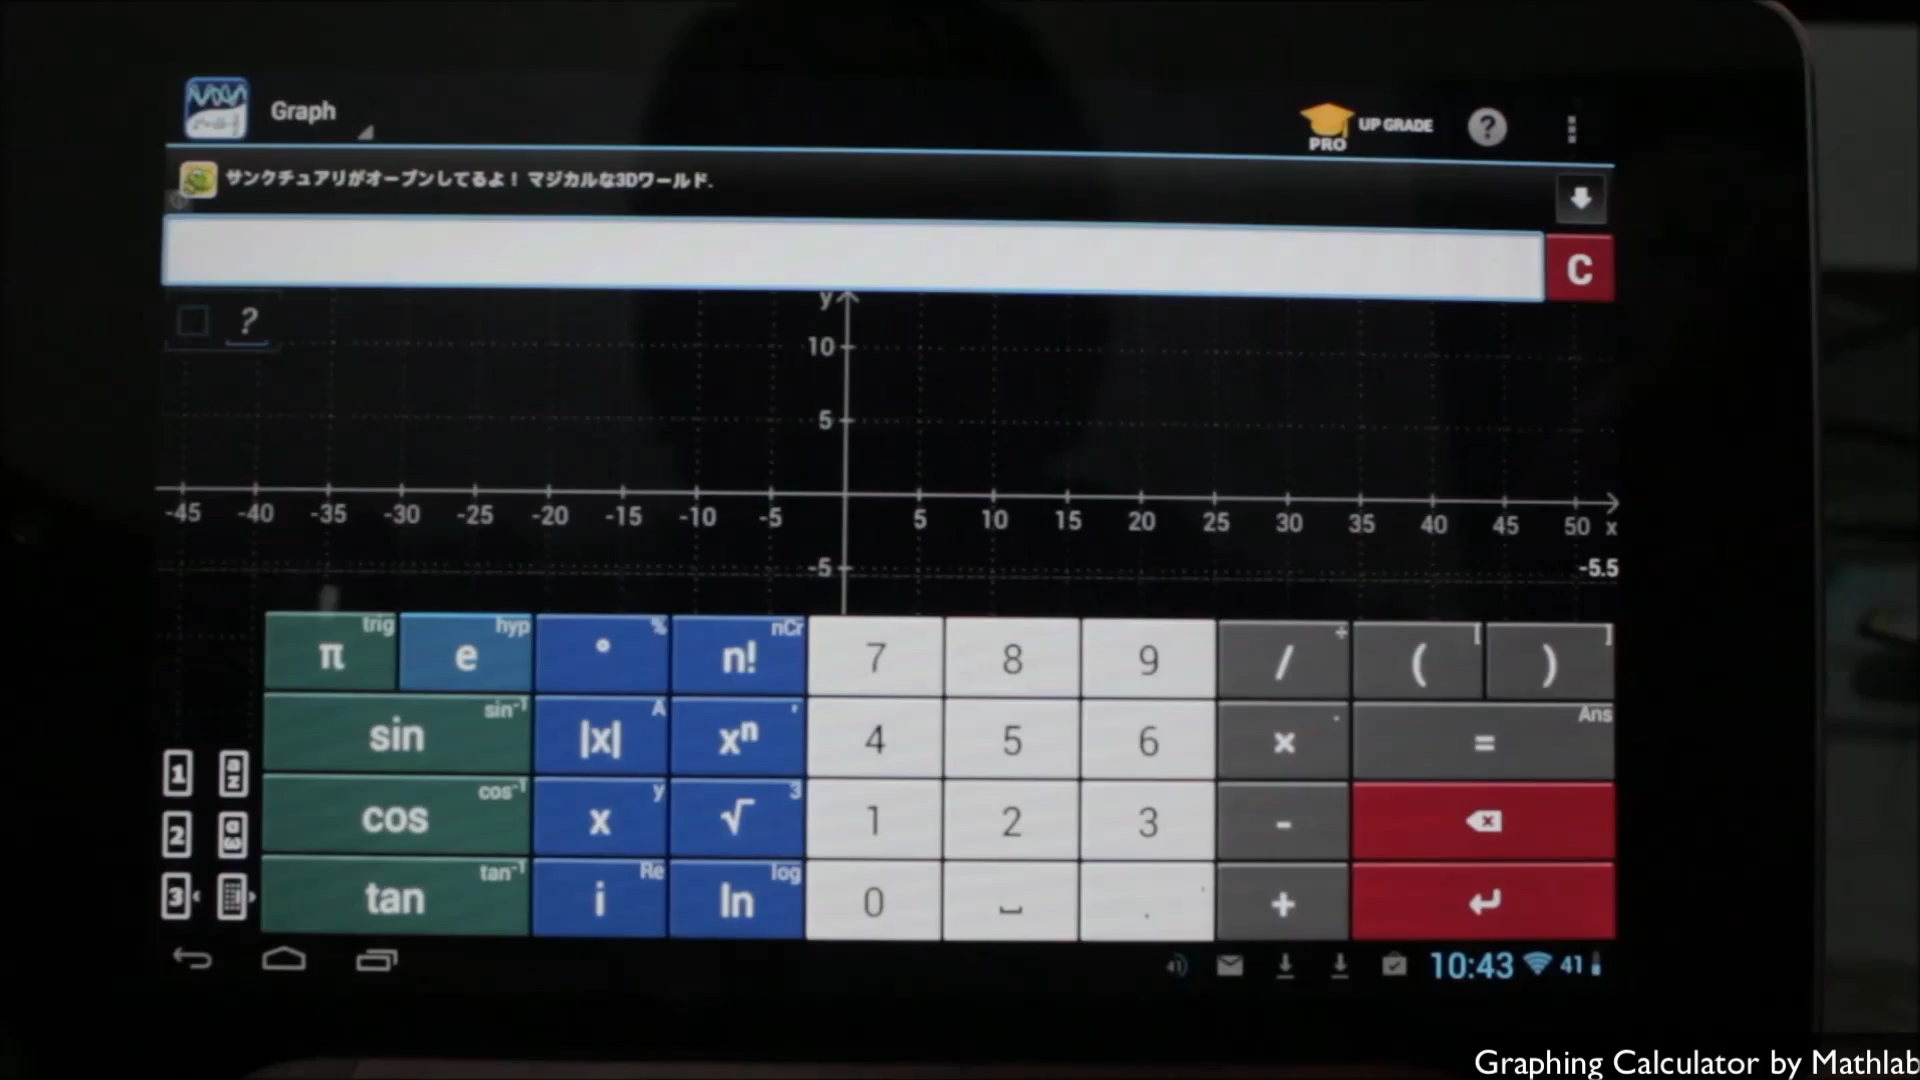 Graph
PRO UP GRADE ?
サンクチュアリがオープンしてるよ！ マジカルな3Dワールド.
C
?
y
10
5
-45 -40 -35 -30 -25 -20 -15 -10 -5 5 10 15 20 25 30 35 40 45 50 x
-5 -5.5
π trig e hyp ° % n! nCr 7 8 9 / ÷ ( [ ) ]
sin sin-1 |x| A xⁿ ' 4 5 6 × · = Ans
1 a z cos cos-1 x y √ 3 1 2 3 -
2 α ω
3 tan tan-1 i Re ln log 0 . +
10:43 41
Graphing Calculator by Mathlab